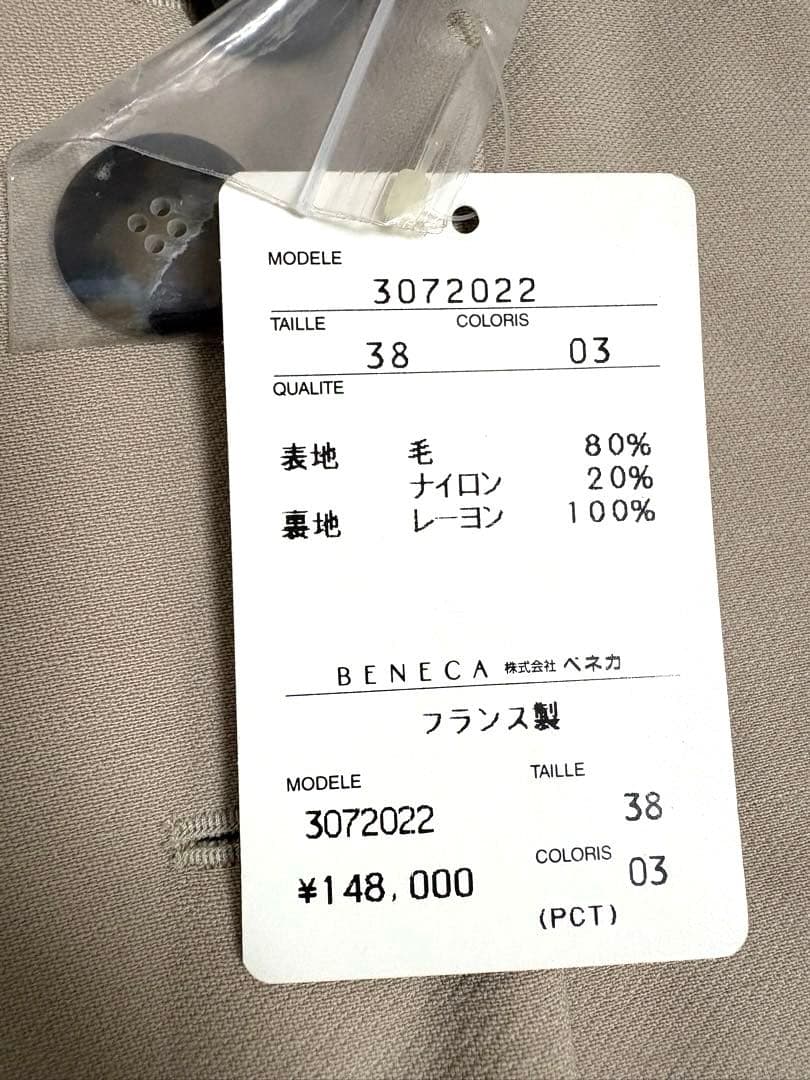 MODELE
3072022
TAILLE COLORIS
38 03
QUALITE
表地 毛 80%
ナイロン 20%
裏地 レーヨン 100%
BENECA 株式会社 ベネカ
フランス製
MODELE TAILLE
3072022 38
COLORIS
¥148,000 03
(PCT)